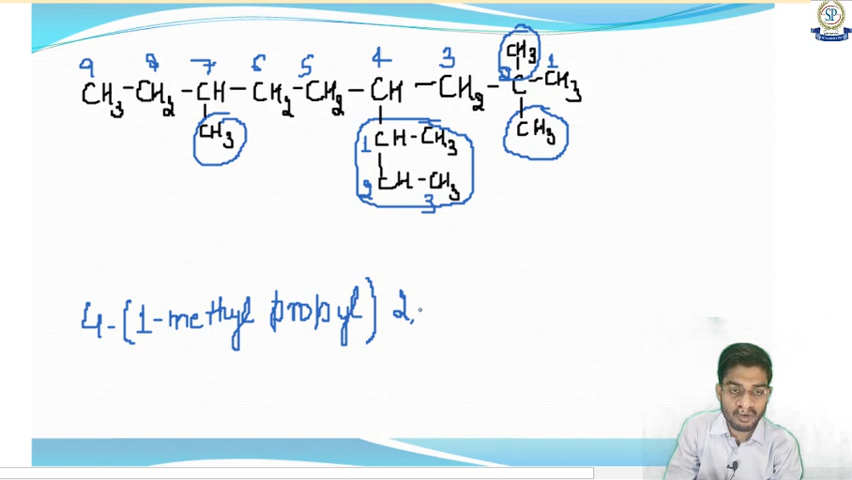 CH3
9 8 7 6 5 4 3 2 1
CH3-CH2-CH-CH2-CH2-CH-CH2-C-CH3
CH3 1 CH-CH3 CH3
2 CH-CH3
3
4-(1-methyl propyl) 2,
SP